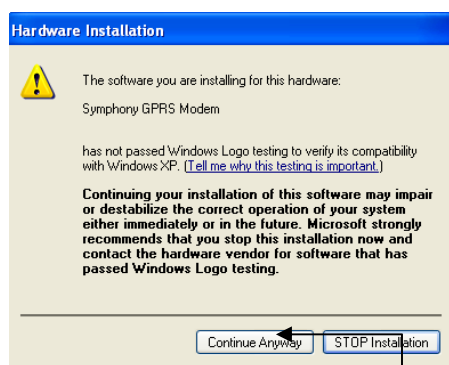 Hardware Installation
The software you are installing for this hardware:
Symphony GPRS Modem
has not passed Windows Logo testing to verify its compatibility
with Windows XP. (Tell me why this testing is important.)
Continuing your installation of this software may impair
or destabilize the correct operation of your system
either immediately or in the future. Microsoft strongly
recommends that you stop this installation now and
contact the hardware vendor for software that has
passed Windows Logo testing.
Continue Anyway
STOP Installation